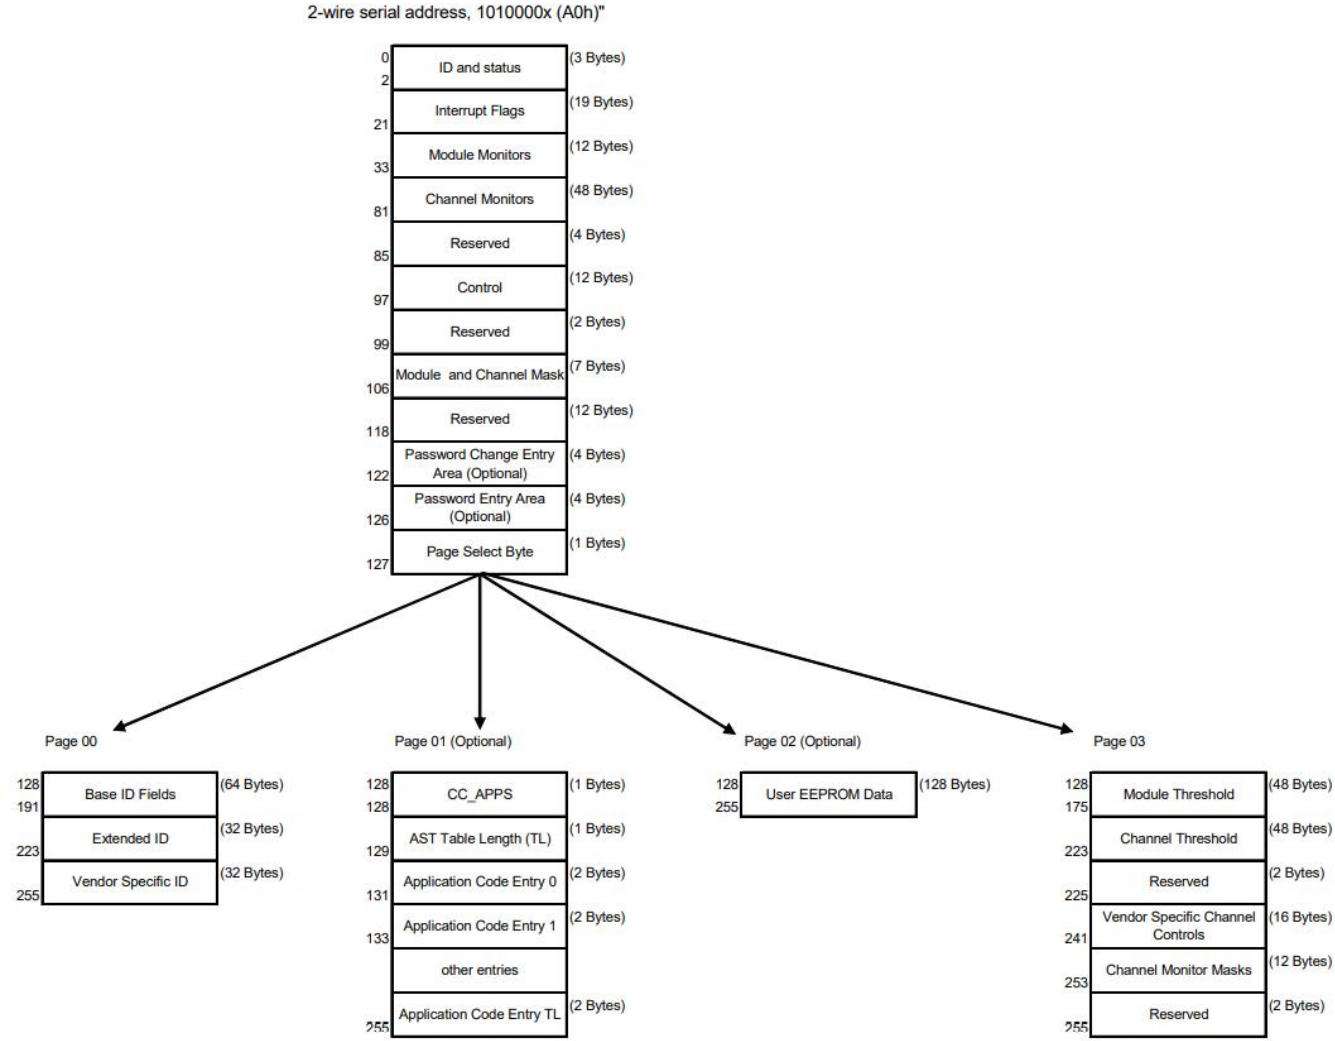 2-wire serial address, 1010000x (A0h)"
0
ID and status
(3 Bytes)
2
Interrupt Flags
(19 Bytes)
21
Module Monitors
(12 Bytes)
33
Channel Monitors
(48 Bytes)
81
Reserved
(4 Bytes)
85
Control
(12 Bytes)
97
Reserved
(2 Bytes)
99
Module and Channel Mask
(7 Bytes)
106
Reserved
(12 Bytes)
118
Password Change Entry
Area (Optional)
(4 Bytes)
122
Password Entry Area
(Optional)
(4 Bytes)
126
Page Select Byte
(1 Bytes)
127
Page 00
128
Base ID Fields
(64 Bytes)
191
Extended ID
(32 Bytes)
223
Vendor Specific ID
(32 Bytes)
255
Page 01 (Optional)
128
CC_APPS
(1 Bytes)
128
AST Table Length (TL)
(1 Bytes)
129
Application Code Entry 0
(2 Bytes)
131
Application Code Entry 1
(2 Bytes)
133
other entries
Application Code Entry TL
(2 Bytes)
255
Page 02 (Optional)
128
User EEPROM Data
(128 Bytes)
255
Page 03
128
Module Threshold
(48 Bytes)
175
Channel Threshold
(48 Bytes)
223
Reserved
(2 Bytes)
225
Vendor Specific Channel
Controls
(16 Bytes)
241
Channel Monitor Masks
(12 Bytes)
253
Reserved
(2 Bytes)
255